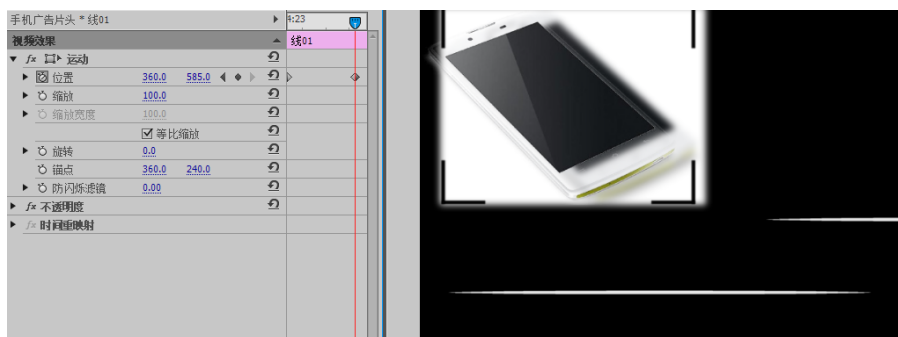 手机广告片头 * 线01 4:23
视频效果 线01
fx 运动
位置 360.0 585.0
缩放 100.0
缩放宽度 100.0
等比缩放
旋转 0.0
锚点 360.0 240.0
防闪烁滤镜 0.00
fx 不透明度
fx 时间重映射